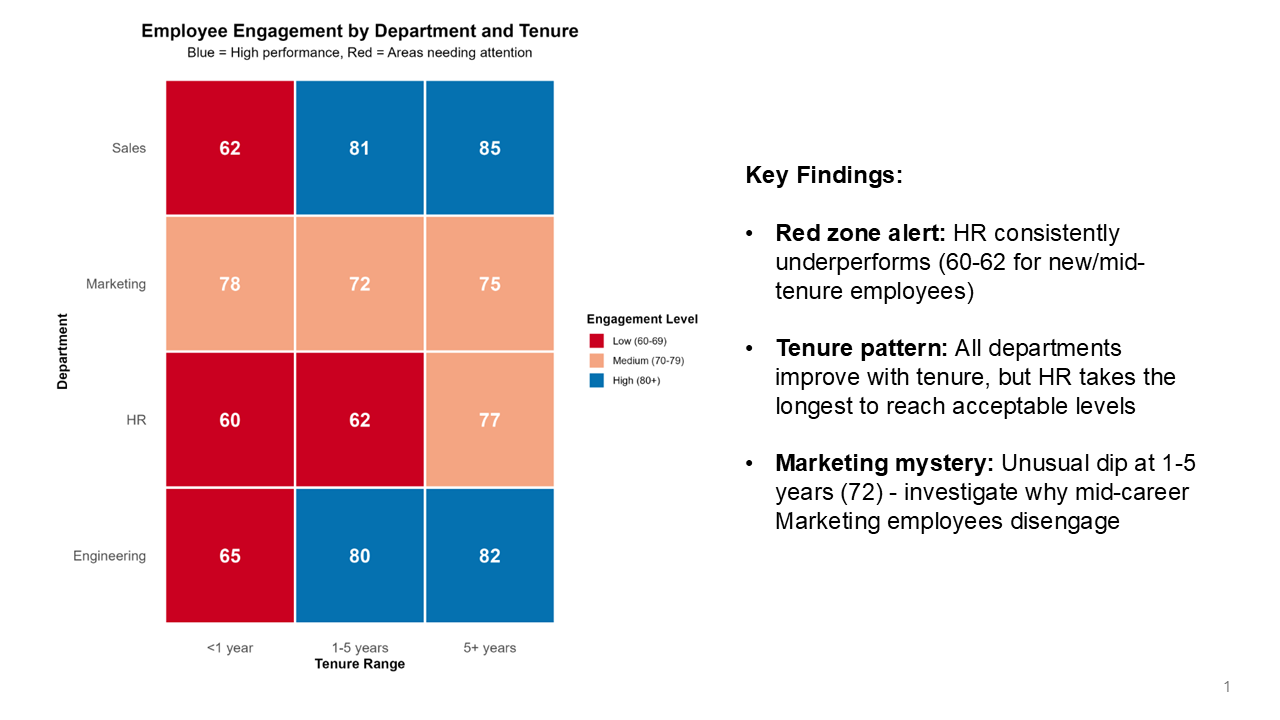 Employee Engagement by Department and Tenure
Blue = High performance, Red = Areas needing attention
Department
Sales
62
81
85
Marketing
78
72
75
HR
60
62
77
Engineering
65
80
82
<1 year
1-5 years
5+ years
Tenure Range
Engagement Level
Low (60-69)
Medium (70-79)
High (80+)
Key Findings:
• Red zone alert: HR consistently
underperforms (60-62 for new/mid-
tenure employees)
• Tenure pattern: All departments
improve with tenure, but HR takes the
longest to reach acceptable levels
• Marketing mystery: Unusual dip at 1-5
years (72) - investigate why mid-career
Marketing employees disengage
1